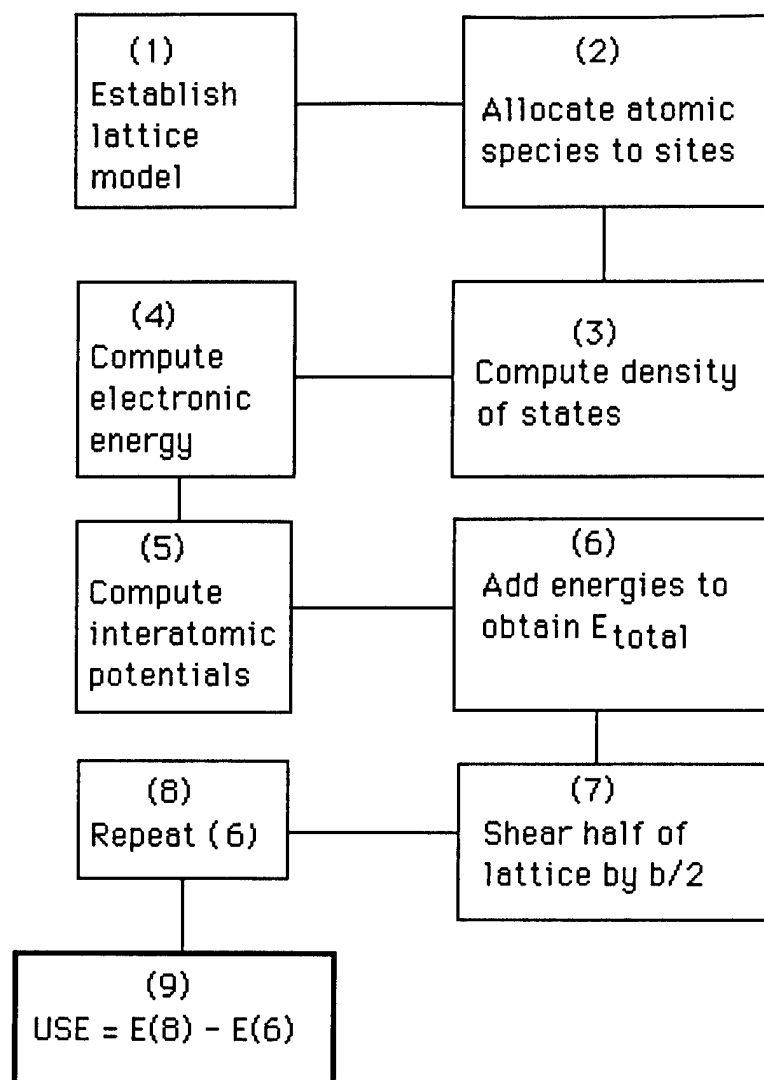 (1)
Establish
lattice
model
(2)
Allocate atomic
species to sites
(3)
Compute density
of states
(4)
Compute
electronic
energy
(5)
Compute
interatomic
potentials
(6)
Add energies to
obtain Etotal
(7)
Shear half of
lattice by b/2
(8)
Repeat (6)
(9)
USE = E(8) - E(6)